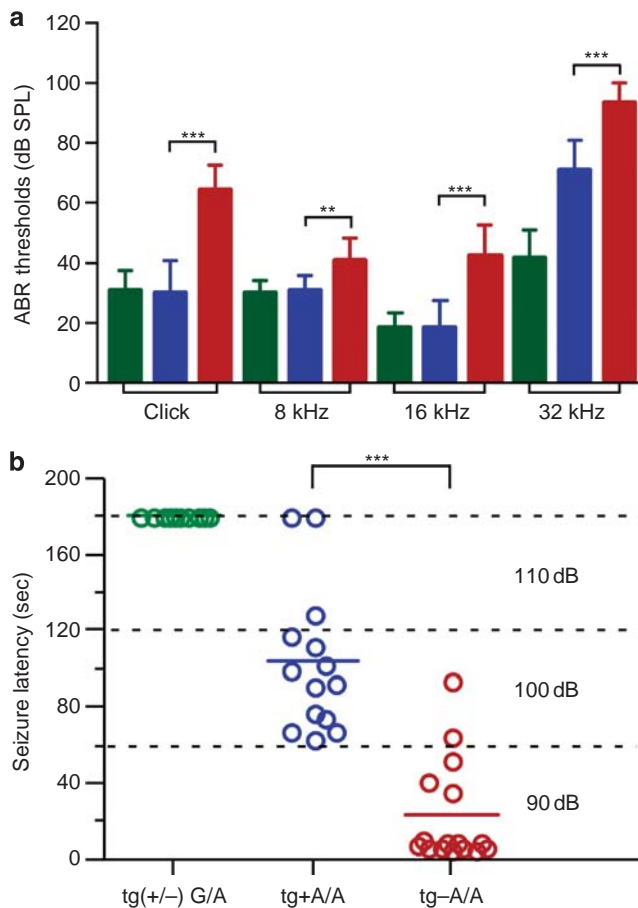 a
120
100
80
60
40
20
0
ABR thresholds (dB SPL)
***
**
***
***
Click 8 kHz 16 kHz 32 kHz
b
200
160
120
80
40
0
Seizure latency (sec)
***
110 dB
100 dB
90 dB
tg(+/–) G/A tg+A/A tg–A/A